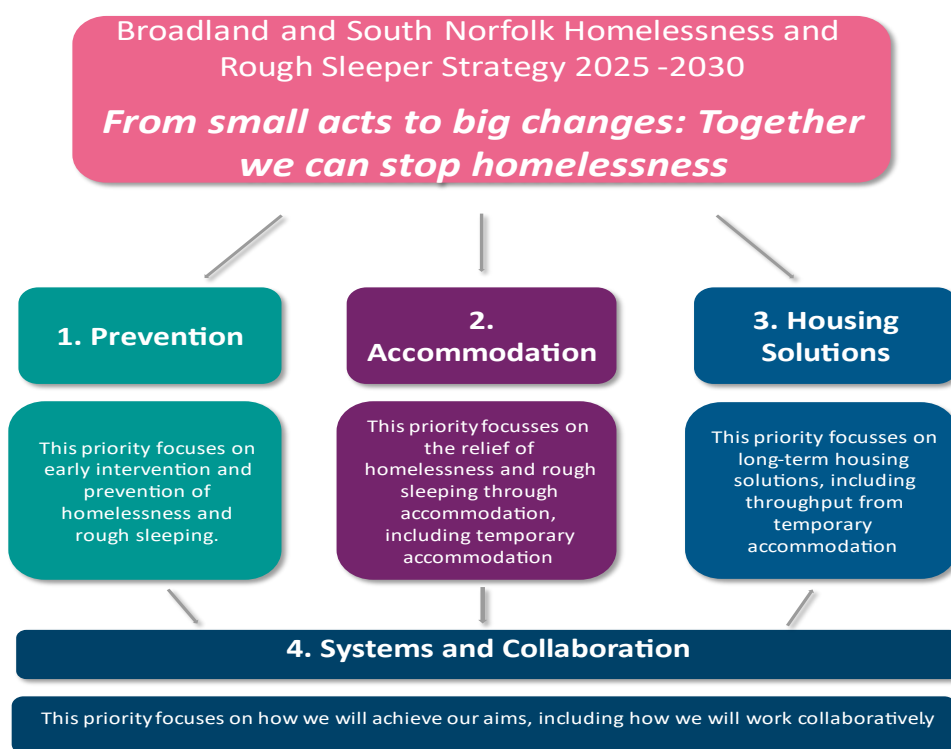 Broadland and South Norfolk Homelessness and
Rough Sleeper Strategy 2025 -2030
From small acts to big changes: Together
we can stop homelessness
1. Prevention
2.
Accommodation
3. Housing
Solutions
This priority focuses on
early intervention and
prevention of
homelessness and
rough sleeping.
This priority focusses on
the relief of
homelessness and rough
sleeping through
accommodation,
including temporary
accommodation
This priority focusses on
long-term housing
solutions, including
throughput from
temporary
accommodation
4. Systems and Collaboration
This priority focuses on how we will achieve our aims, including how we will work collaboratively